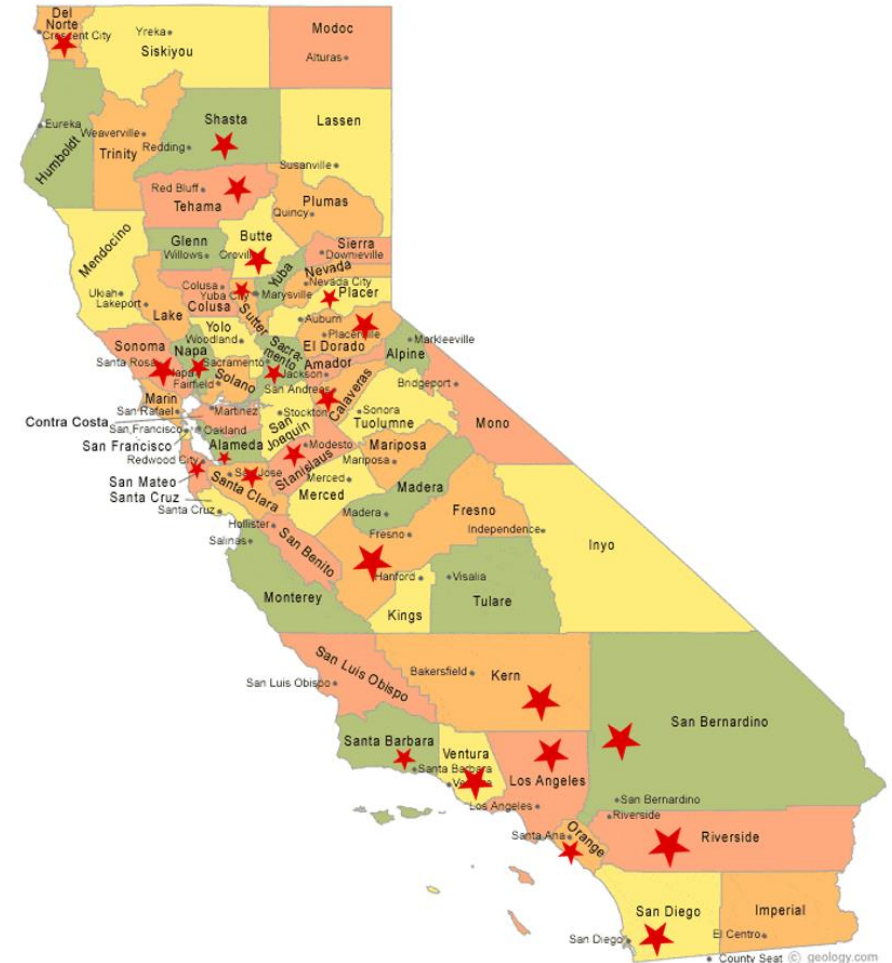 Del
Norte
Crescent City
Yreka
Siskiyou
Modoc
Alturas
Eureka
Humboldt
Weaverville
Trinity
Shasta
Redding
Lassen
Susanville
Red Bluff
Tehama
Plumas
Quincy
Mendocino
Glenn
Willows
Butte
Oroville
Sierra
Downieville
Nevada
Nevada City
Yuba
Colusa
Colusa
Yuba City
Marysville
Placer
Ukiah
Lakeport
Lake
Sutter
Auburn
Yolo
Woodland
Placerville
El Dorado
Sonoma
Santa Rosa
Napa
Napa
Sacramento
Sacra-
mento
Amador
Jackson
Alpine
Markleeville
Fairfield
Solano
San Andreas
Calaveras
Bridgeport
Marin
San Rafael
Martinez
Stockton
Sonora
Tuolumne
Mono
Contra Costa
San Francisco
Oakland
San
Joaquin
San Francisco
Alameda
Modesto
Stanislaus
Mariposa
Mariposa
Redwood City
San Jose
Santa Clara
Merced
Merced
San Mateo
Santa Cruz
Santa Cruz
Madera
Madera
Fresno
Fresno
Independence
Inyo
Hollister
Salinas
San Benito
Hanford
Visalia
Monterey
Kings
Tulare
San Luis Obispo
San Luis Obispo
Bakersfield
Kern
San Bernardino
Santa Barbara
Santa Barbara
Ventura
Ventura
Los Angeles
Los Angeles
San Bernardino
Riverside
Riverside
Santa Ana
Orange
San Diego
San Diego
Imperial
El Centro
County Seat © geology.com